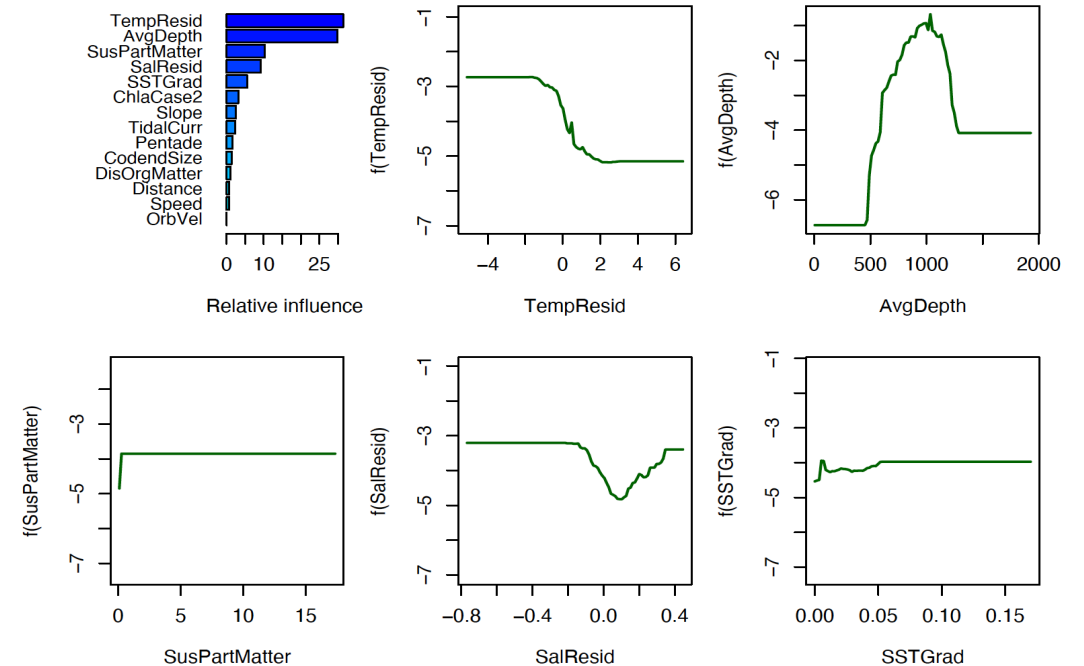 TempResid
AvgDepth
SusPartMatter
SalResid
SSTGrad
ChlaCase2
Slope
TidalCurr
Pentade
CodendSize
DisOrgMatter
Distance
Speed
OrbVel
0 10 25
Relative influence
f(TempResid)
-1
-3
-5
-7
−4 0 2 4 6
TempResid
f(AvgDepth)
−2
−4
−6
0 500 1000 2000
AvgDepth
f(SusPartMatter)
−3
−5
−7
0 5 10 15
SusPartMatter
f(SalResid)
−1
−3
−5
−7
−0.8 −0.4 0.0 0.4
SalResid
f(SSTGrad)
−1
−3
−5
−7
0.00 0.05 0.10 0.15
SSTGrad